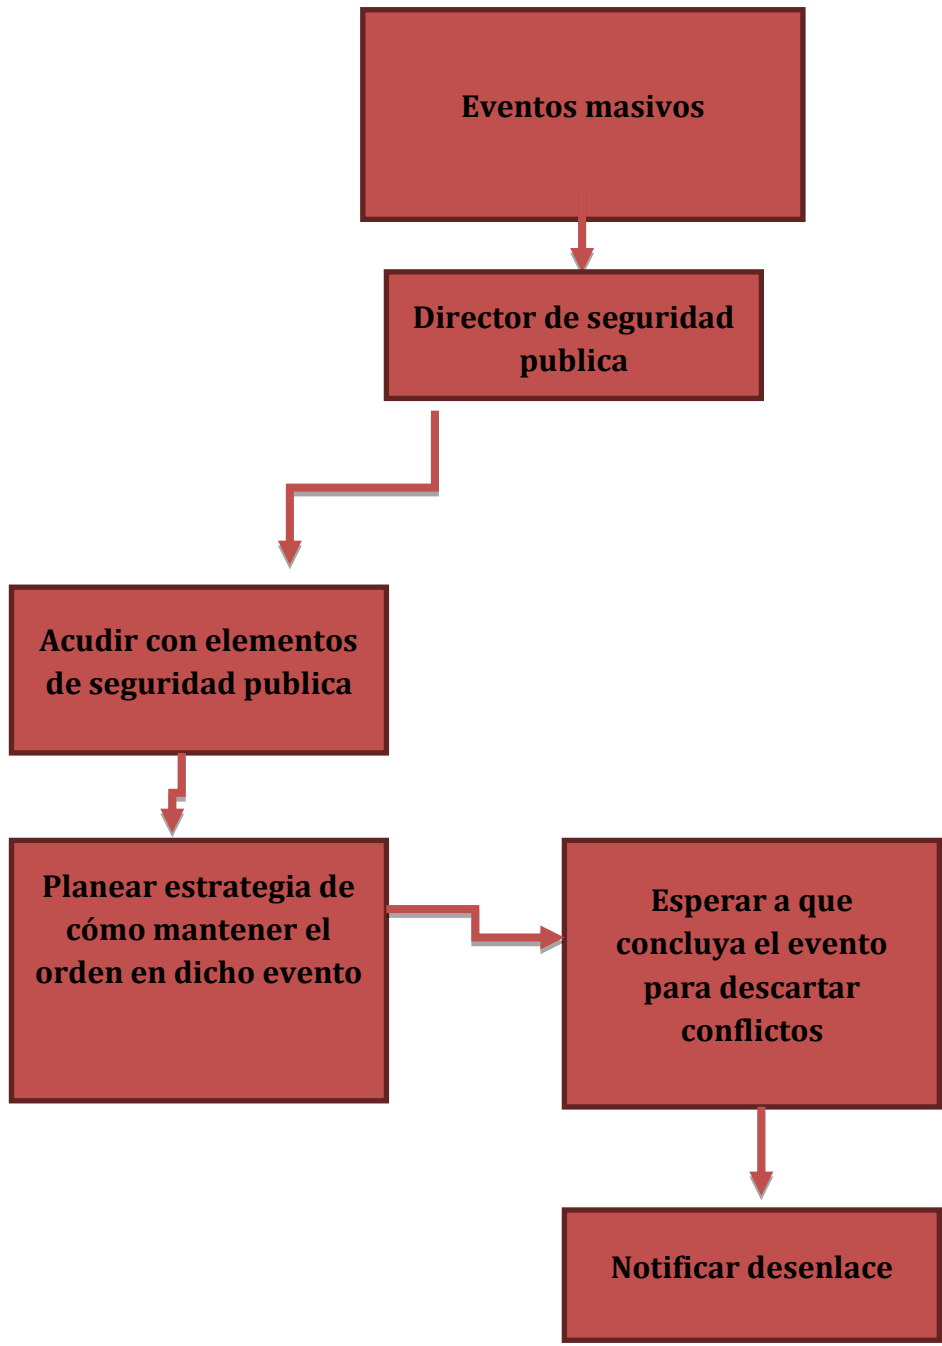 Eventos masivos
Director de seguridad
publica
Acudir con elementos
de seguridad publica
Planear estrategia de
cómo mantener el
orden en dicho evento
Esperar a que
concluya el evento
para descartar
conflictos
Notificar desenlace